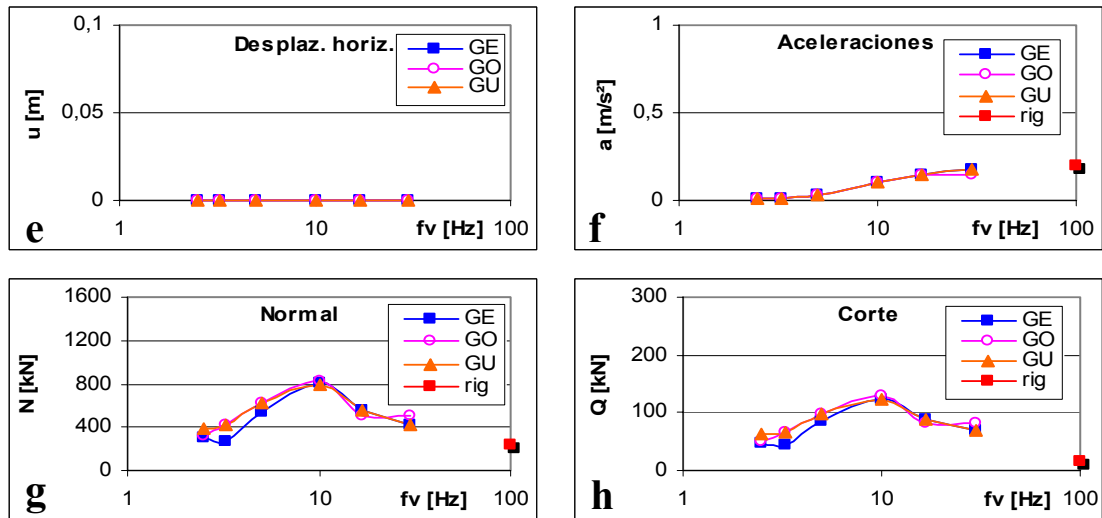 Desplaz. horiz.
u [m]
0,1
0,05
0
GE
GO
GU
1
10
fv [Hz]
100
e
Aceleraciones
a [m/s²]
1
0,5
0
GE
GO
GU
rig
1
10
fv [Hz]
100
f
Normal
N [kN]
1600
1200
800
400
0
GE
GO
GU
rig
1
10
fv [Hz]
100
g
Corte
Q [kN]
300
200
100
0
GE
GO
GU
rig
1
10
fv [Hz]
100
h